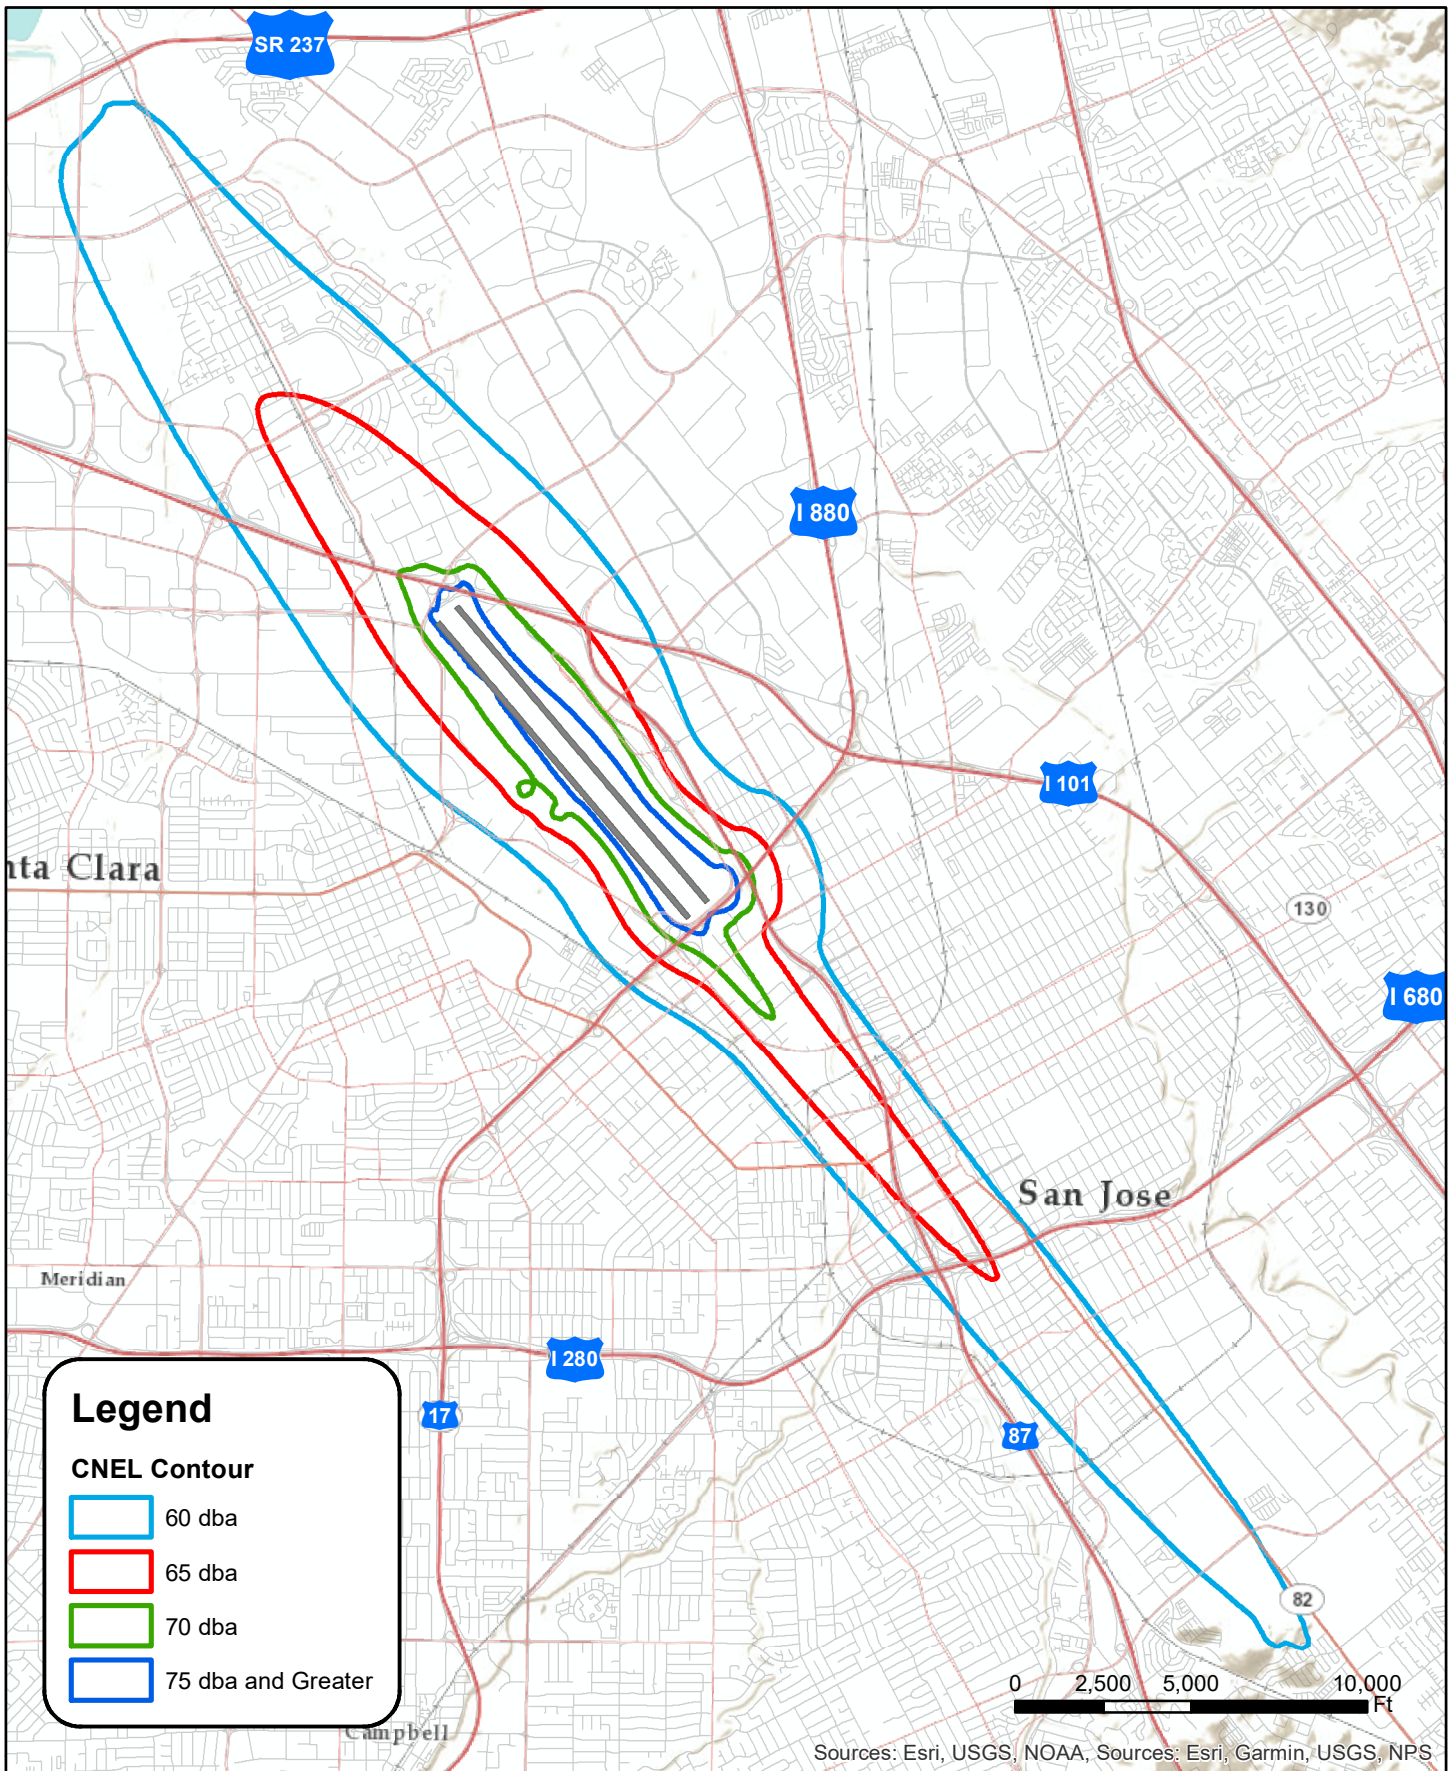 SR 237
I 880
I 101
nta Clara
130
I 680
San Jose
Meridian
I 280
17
87
82
Legend
CNEL Contour
60 dba
65 dba
70 dba
75 dba and Greater
Campbell
0 2,500 5,000 10,000
Ft
Sources: Esri, USGS, NOAA, Sources: Esri, Garmin, USGS, NPS